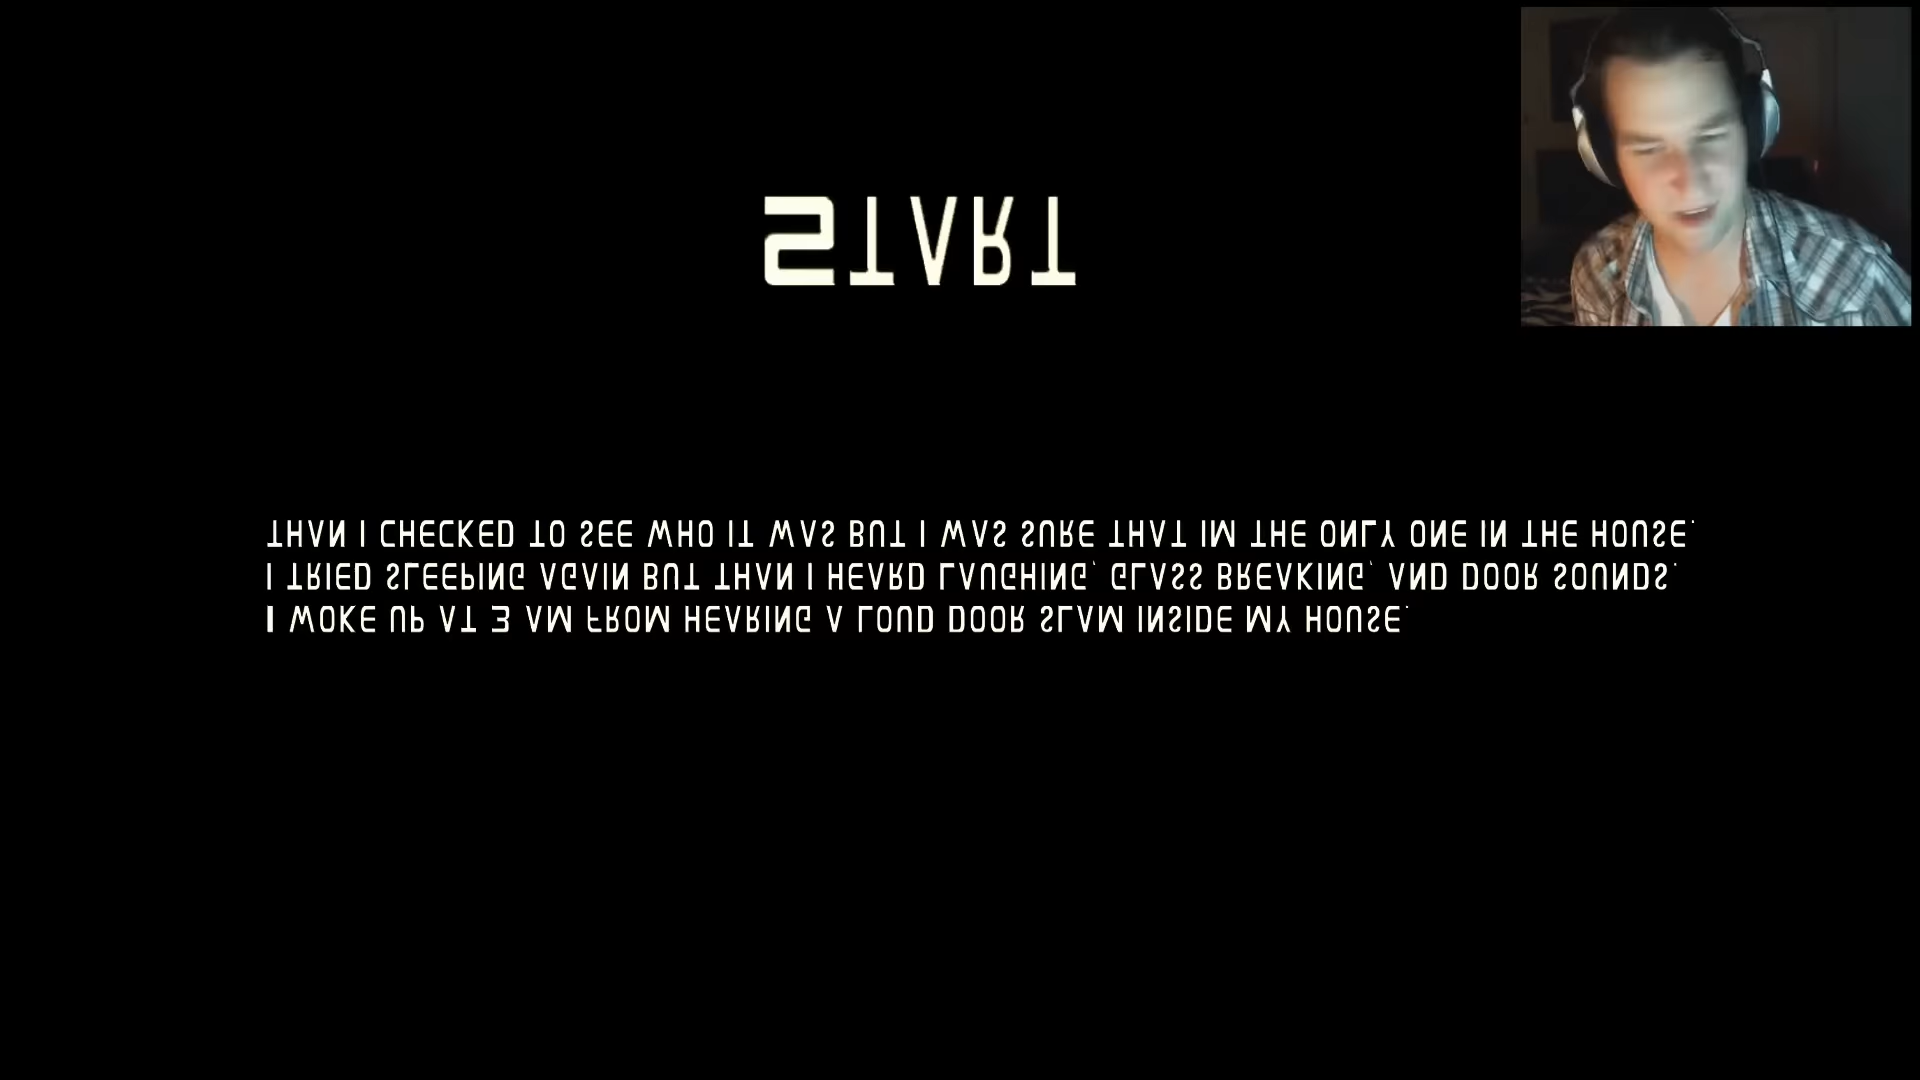 I WOKE UP AT 3 AM FROM HEARING A LOUD DOOR SLAM INSIDE MY HOUSE.
I TRIED SLEEPING AGAIN BUT THAN I HEARD LAUGHING, GLASS BREAKING, AND DOOR SOUNDS.
THAN I CHECKED TO SEE WHO IT WAS BUT I WAS SURE THAT IM THE ONLY ONE IN THE HOUSE.
START